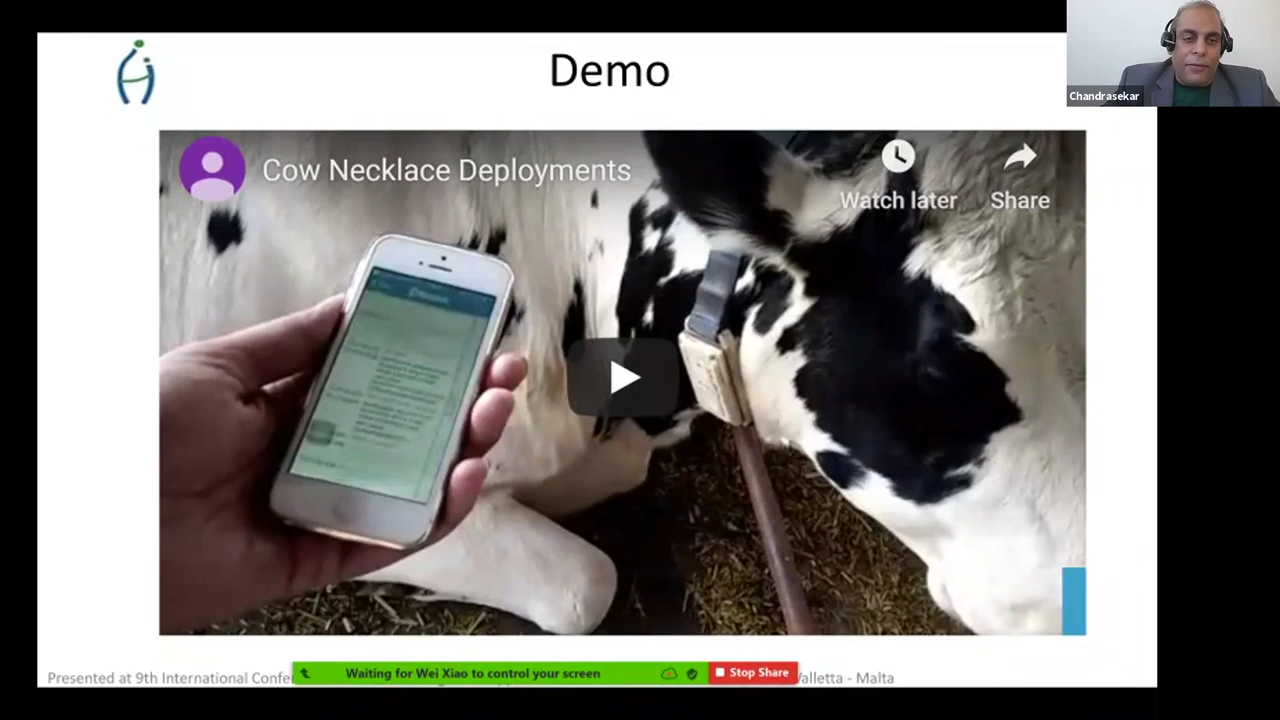 Demo
Chandrasekar
Cow Necklace Deployments
Watch later
Share
Waiting for Wei Xiao to control your screen
Stop Share
Presented at 9th International Confe
Valletta - Malta